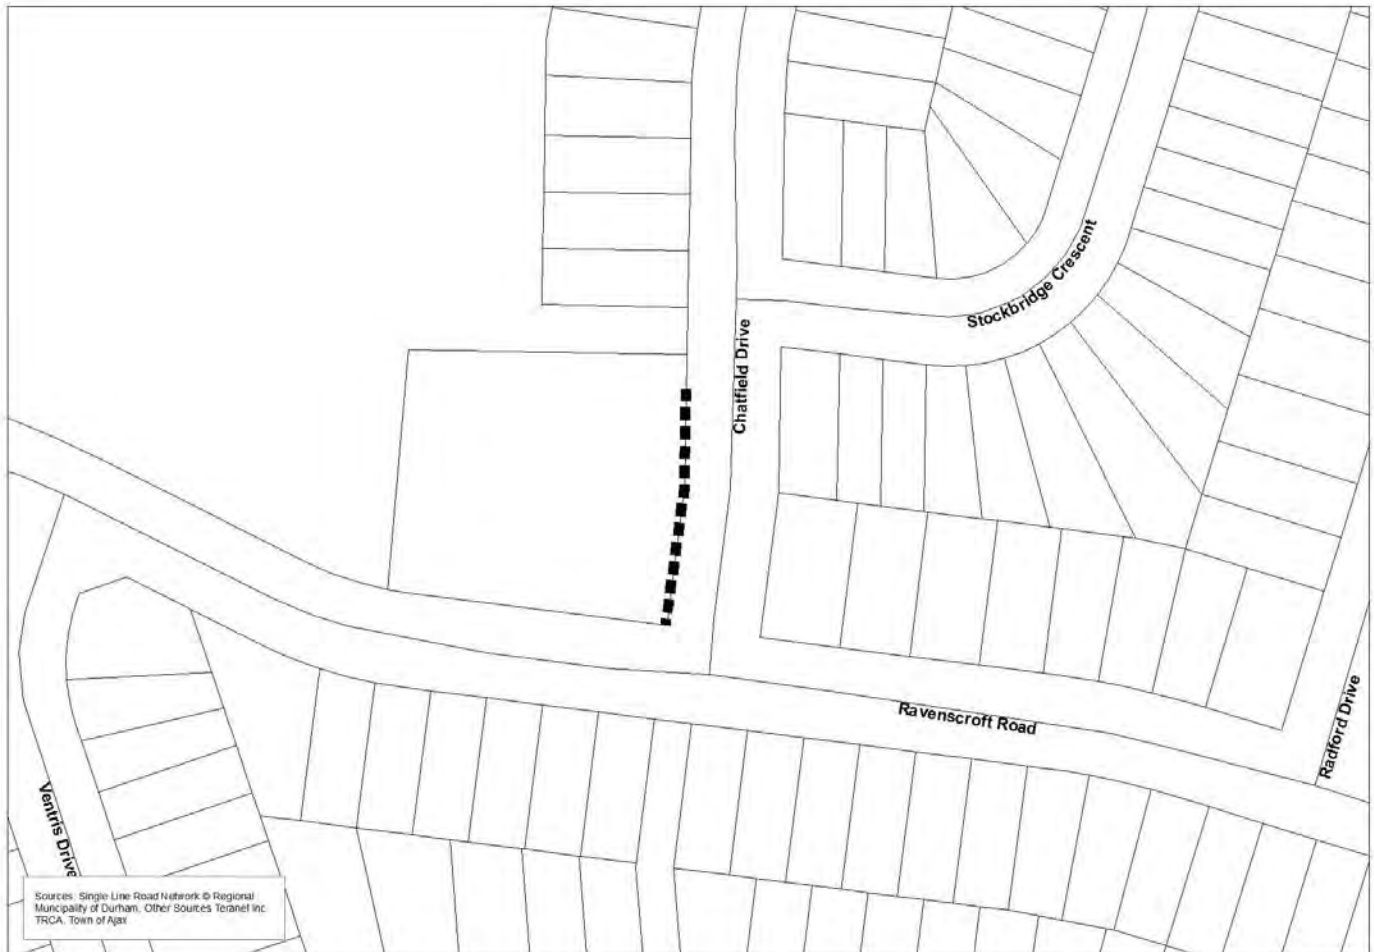 Stockbridge Crescent
Chatfield Drive
Ravenscroft Road
Radford Drive
Ventris Drive
Sources: Single Line Road Network © Regional
Muncipality of Durham, Other Sources Teranet Inc.
TRCA, Town of Ajax